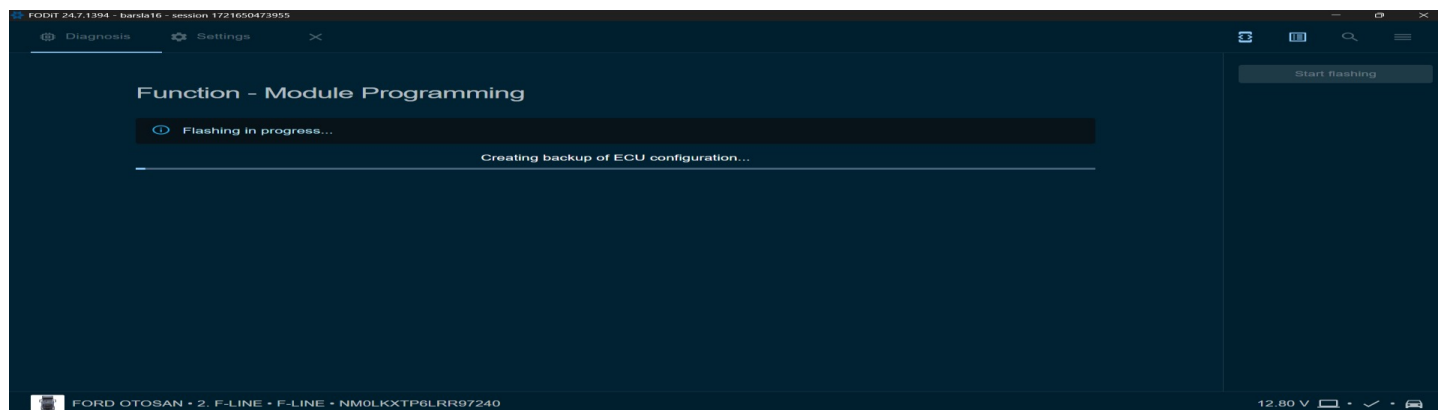 FODiT 24.7.1394 - barsla16 - session 1721650473955
Diagnosis Settings
Start flashing
Function - Module Programming
Flashing in progress...
Creating backup of ECU configuration...
FORD OTOSAN • 2. F-LINE • F-LINE • NM0LKXTP6LRR97240
12.80 V